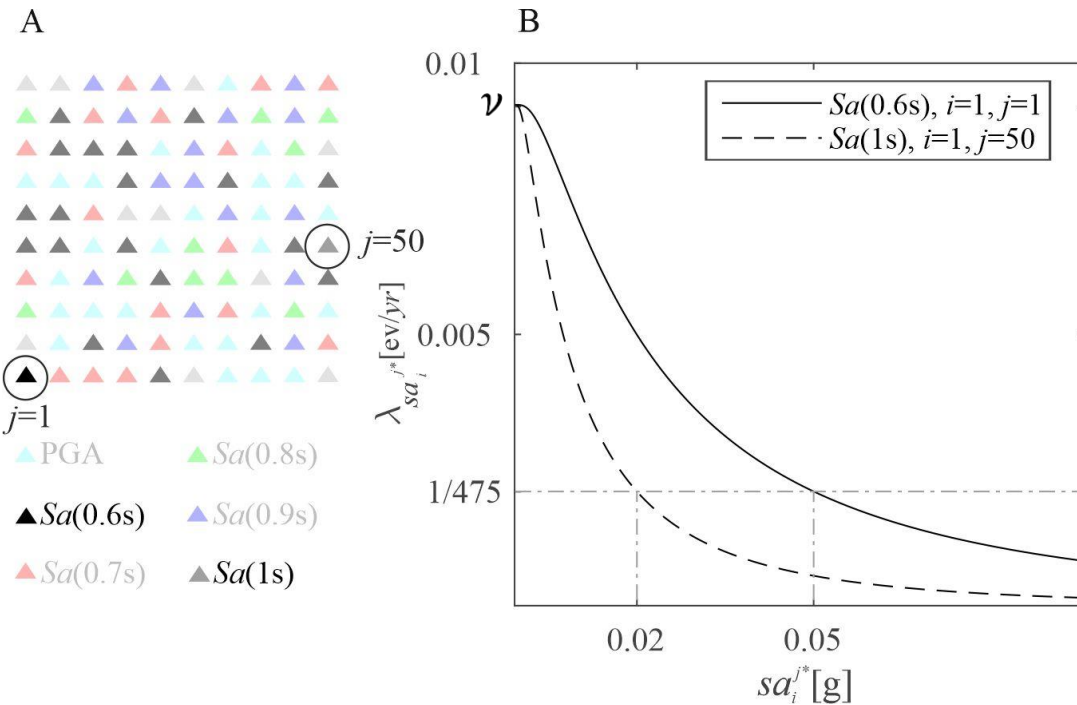 A
j=50
j=1
PGA
Sa(0.8s)
Sa(0.6s)
Sa(0.9s)
Sa(0.7s)
Sa(1s)
B
0.01
ν
0.005
1/475
λ sa_i^j* [ev/yr]
Sa(0.6s), i=1, j=1
Sa(1s), i=1, j=50
0.02
0.05
sa_i^j* [g]